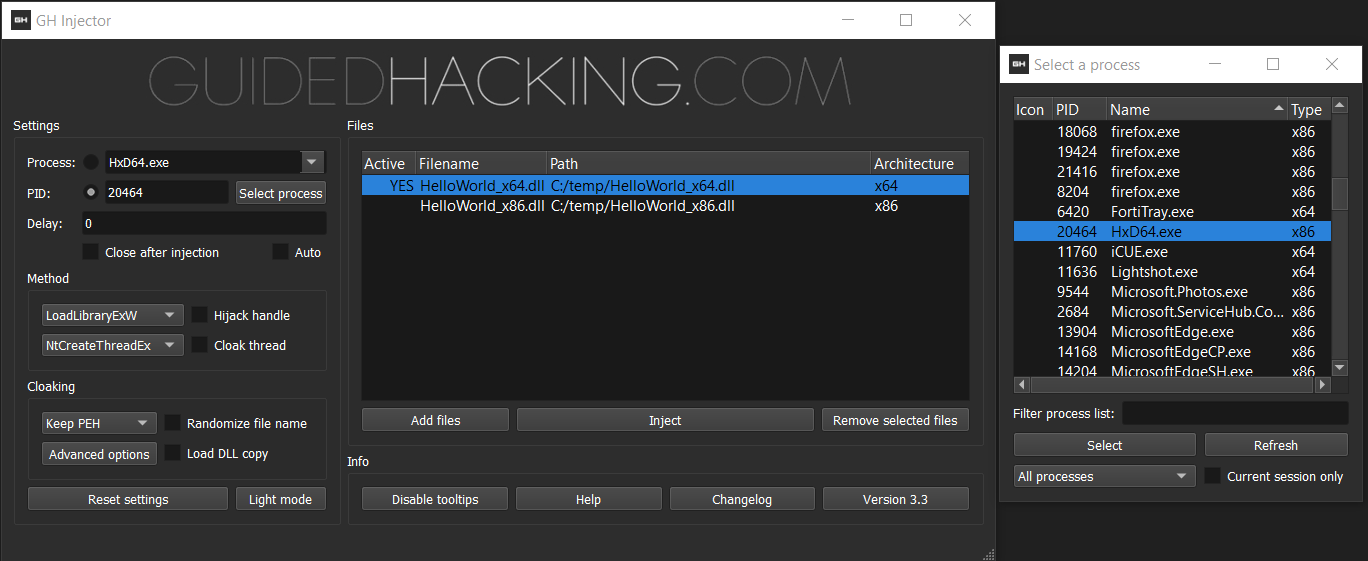 GH GH Injector
GUIDEDHACKING.COM
Settings
Process: HxD64.exe
PID: 20464 Select process
Delay: 0
Close after injection Auto
Method
LoadLibraryExW Hijack handle
NtCreateThreadEx Cloak thread
Cloaking
Keep PEH Randomize file name
Advanced options Load DLL copy
Reset settings Light mode
Files
Active Filename Path Architecture
YES HelloWorld_x64.dll C:/temp/HelloWorld_x64.dll x64
HelloWorld_x86.dll C:/temp/HelloWorld_x86.dll x86
Add files Inject Remove selected files
Info
Disable tooltips Help Changelog Version 3.3
GH Select a process
Icon PID Name Type
18068 firefox.exe x86
19424 firefox.exe x86
21416 firefox.exe x86
8204 firefox.exe x86
6420 FortiTray.exe x64
20464 HxD64.exe x86
11760 iCUE.exe x64
11636 Lightshot.exe x64
9544 Microsoft.Photos.exe x86
2684 Microsoft.ServiceHub.Co... x86
13904 MicrosoftEdge.exe x86
14168 MicrosoftEdgeCP.exe x86
14204 MicrosoftEdgeSH.exe x86
Filter process list:
Select Refresh
All processes Current session only